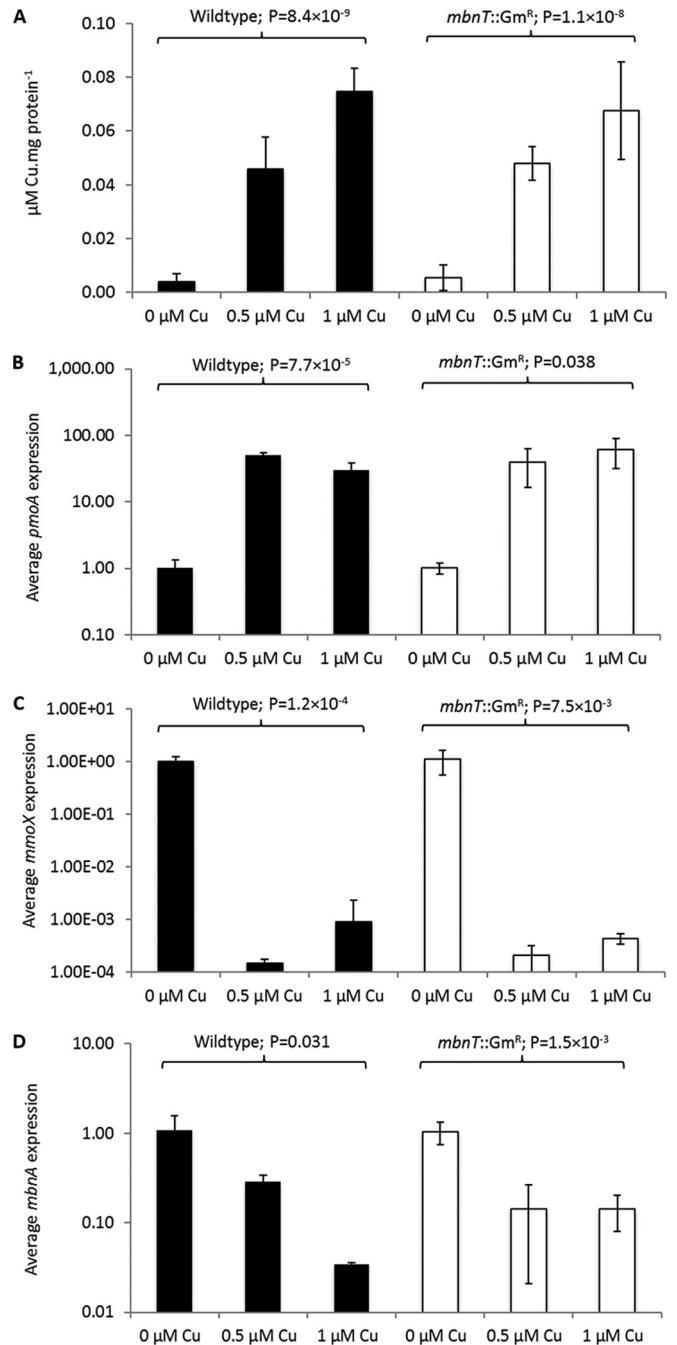 A
Wildtype; P=8.4×10⁻⁹
mbnT::Gmᴿ; P=1.1×10⁻⁸
µM Cu.mg protein⁻¹
0.10
0.08
0.06
0.04
0.02
0.00
0 µM Cu 0.5 µM Cu 1 µM Cu 0 µM Cu 0.5 µM Cu 1 µM Cu
B
Wildtype; P=7.7×10⁻⁵
mbnT::Gmᴿ; P=0.038
Average pmoA expression
1,000.00
100.00
10.00
1.00
0.10
0 µM Cu 0.5 µM Cu 1 µM Cu 0 µM Cu 0.5 µM Cu 1 µM Cu
C
Wildtype; P=1.2×10⁻⁴
mbnT::Gmᴿ; P=7.5×10⁻³
Average mmoX expression
1.00E+01
1.00E+00
1.00E-01
1.00E-02
1.00E-03
1.00E-04
0 µM Cu 0.5 µM Cu 1 µM Cu 0 µM Cu 0.5 µM Cu 1 µM Cu
D
Wildtype; P=0.031
mbnT::Gmᴿ; P=1.5×10⁻³
Average mbnA expression
10.00
1.00
0.10
0.01
0 µM Cu 0.5 µM Cu 1 µM Cu 0 µM Cu 0.5 µM Cu 1 µM Cu